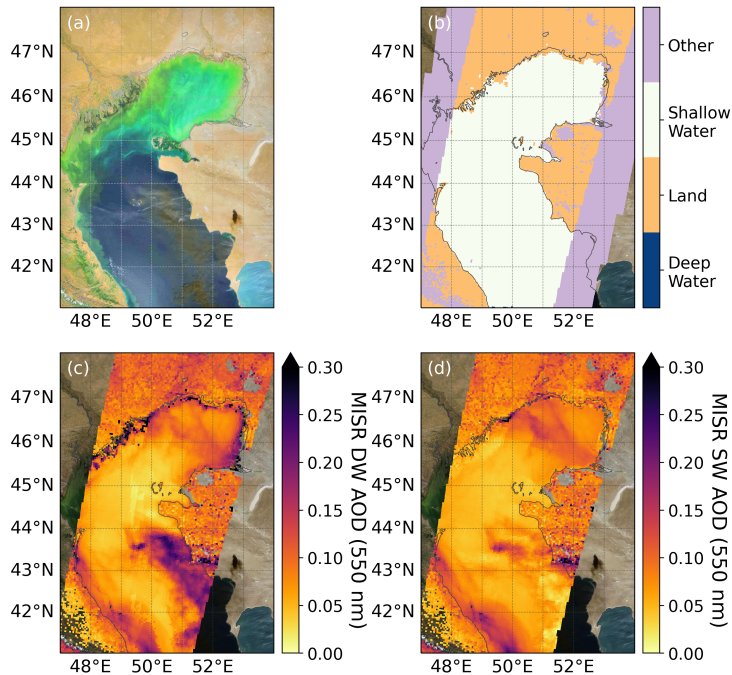 (a)
47°N
46°N
45°N
44°N
43°N
42°N
48°E 50°E 52°E
(b)
47°N
46°N
45°N
44°N
43°N
42°N
48°E 50°E 52°E
Other
Shallow
Water
Land
Deep
Water
(c)
47°N
46°N
45°N
44°N
43°N
42°N
48°E 50°E 52°E
0.30
0.25
0.20
0.15
0.10
0.05
0.00
MISR DW AOD (550 nm)
(d)
47°N
46°N
45°N
44°N
43°N
42°N
48°E 50°E 52°E
0.30
0.25
0.20
0.15
0.10
0.05
0.00
MISR SW AOD (550 nm)